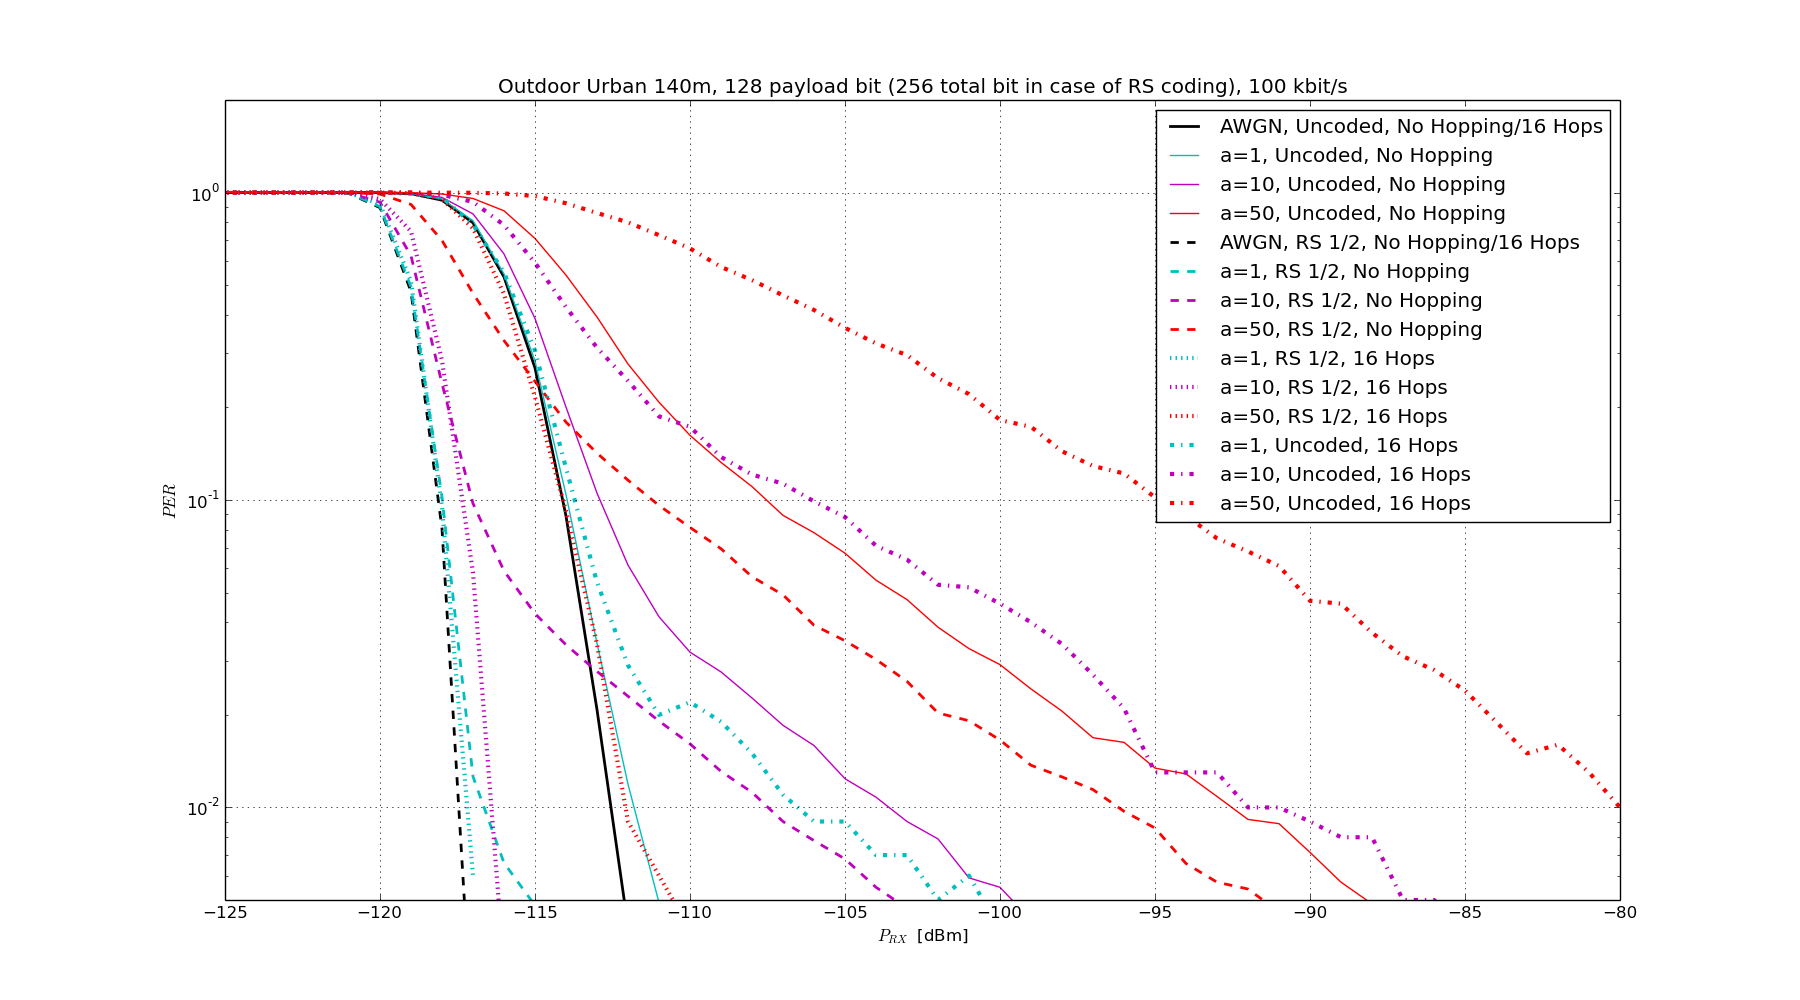 Outdoor Urban 140m, 128 payload bit (256 total bit in case of RS coding), 100 kbit/s
AWGN, Uncoded, No Hopping/16 Hops
a=1, Uncoded, No Hopping
a=10, Uncoded, No Hopping
a=50, Uncoded, No Hopping
AWGN, RS 1/2, No Hopping/16 Hops
a=1, RS 1/2, No Hopping
a=10, RS 1/2, No Hopping
a=50, RS 1/2, No Hopping
a=1, RS 1/2, 16 Hops
a=10, RS 1/2, 16 Hops
a=50, RS 1/2, 16 Hops
a=1, Uncoded, 16 Hops
a=10, Uncoded, 16 Hops
a=50, Uncoded, 16 Hops
10^0
10^-1
10^-2
PER
−125 −120 −115 −110 −105 −100 −95 −90 −85 −80
P_RX [dBm]